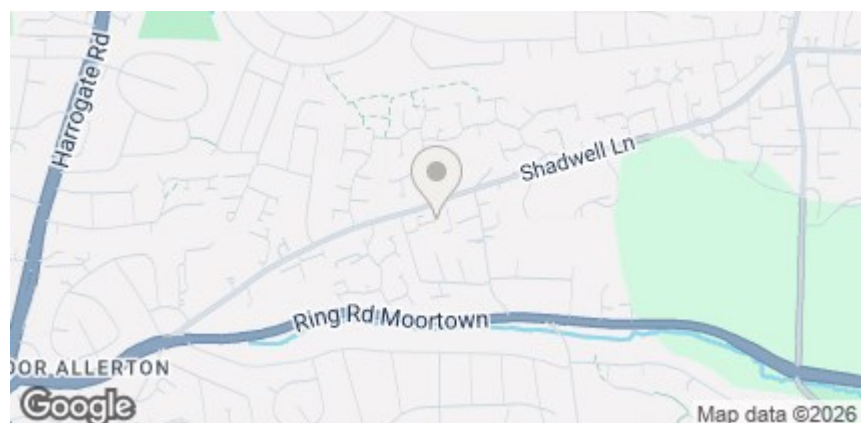 Harrogate Rd
Shadwell Ln
Ring Rd Moortown
OOR ALLERTON
Google
Map data ©2026